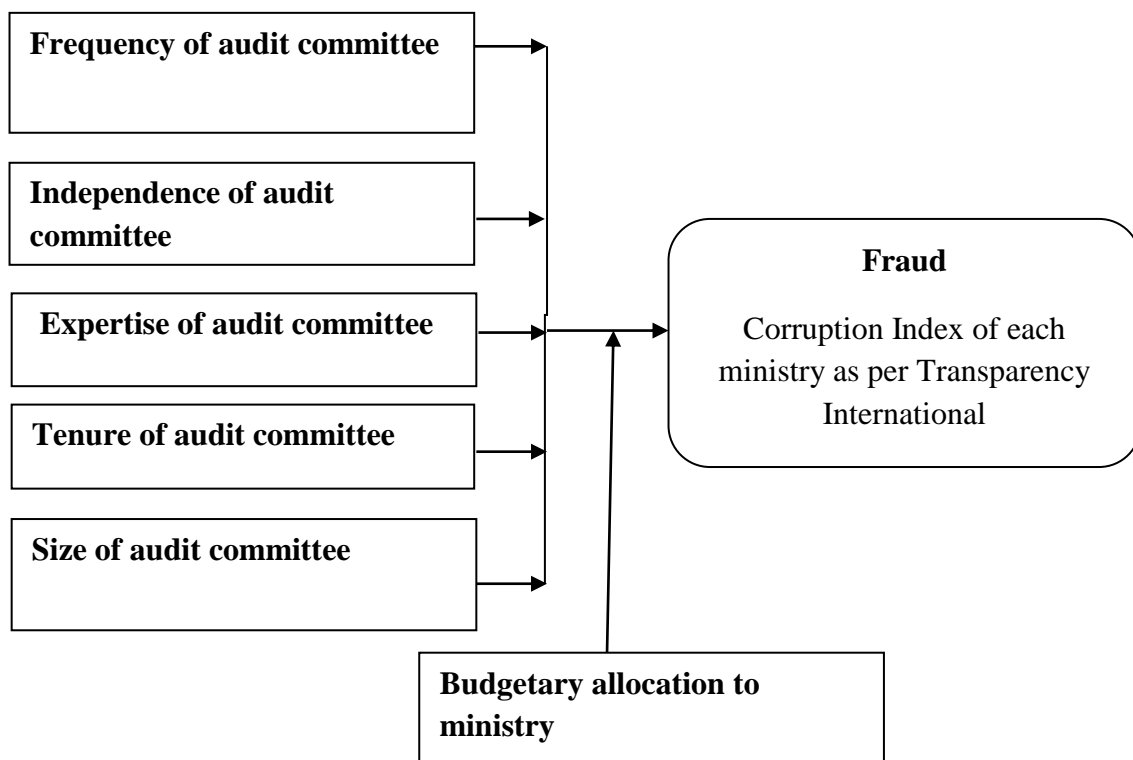 Frequency of audit committee
Independence of audit
committee
Expertise of audit committee
Tenure of audit committee
Size of audit committee
Fraud
Corruption Index of each
ministry as per Transparency
International
Budgetary allocation to
ministry